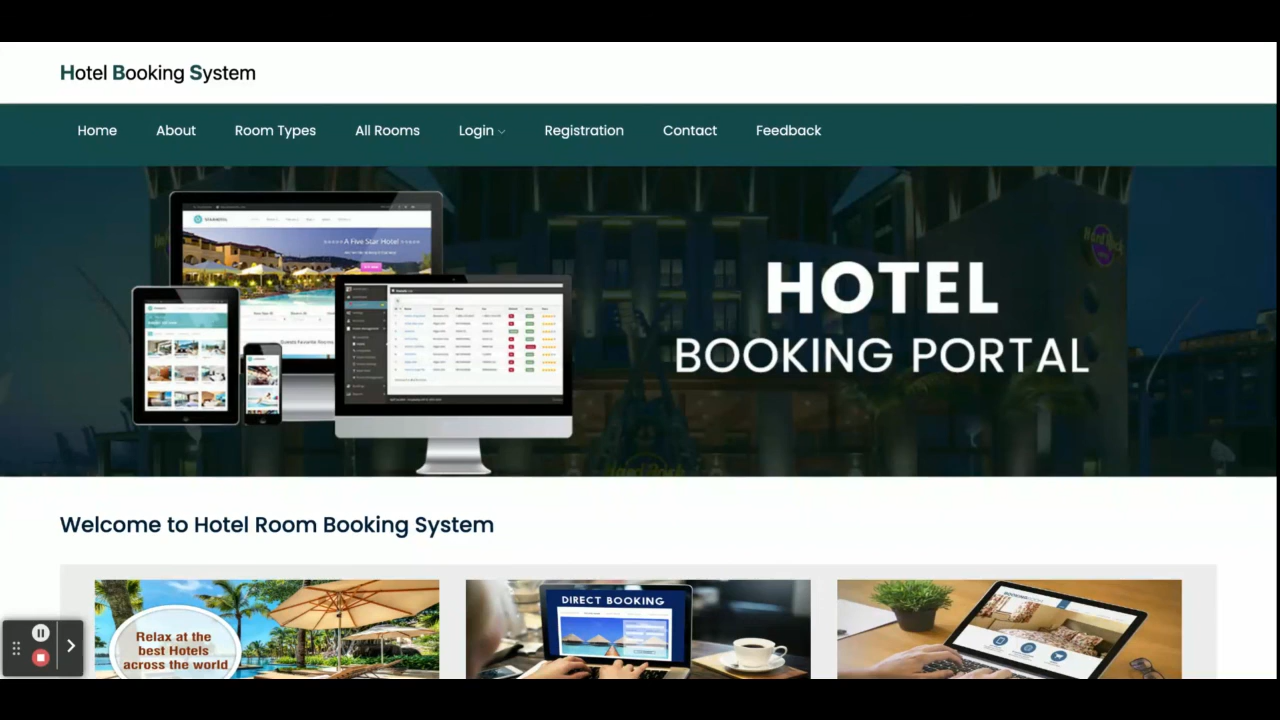 Hotel Booking System
Home About Room Types All Rooms Login Registration Contact Feedback
A Five Star Hotel
HOTEL
BOOKING PORTAL
Welcome to Hotel Room Booking System
Relax at the
best Hotels
across the world
DIRECT BOOKING